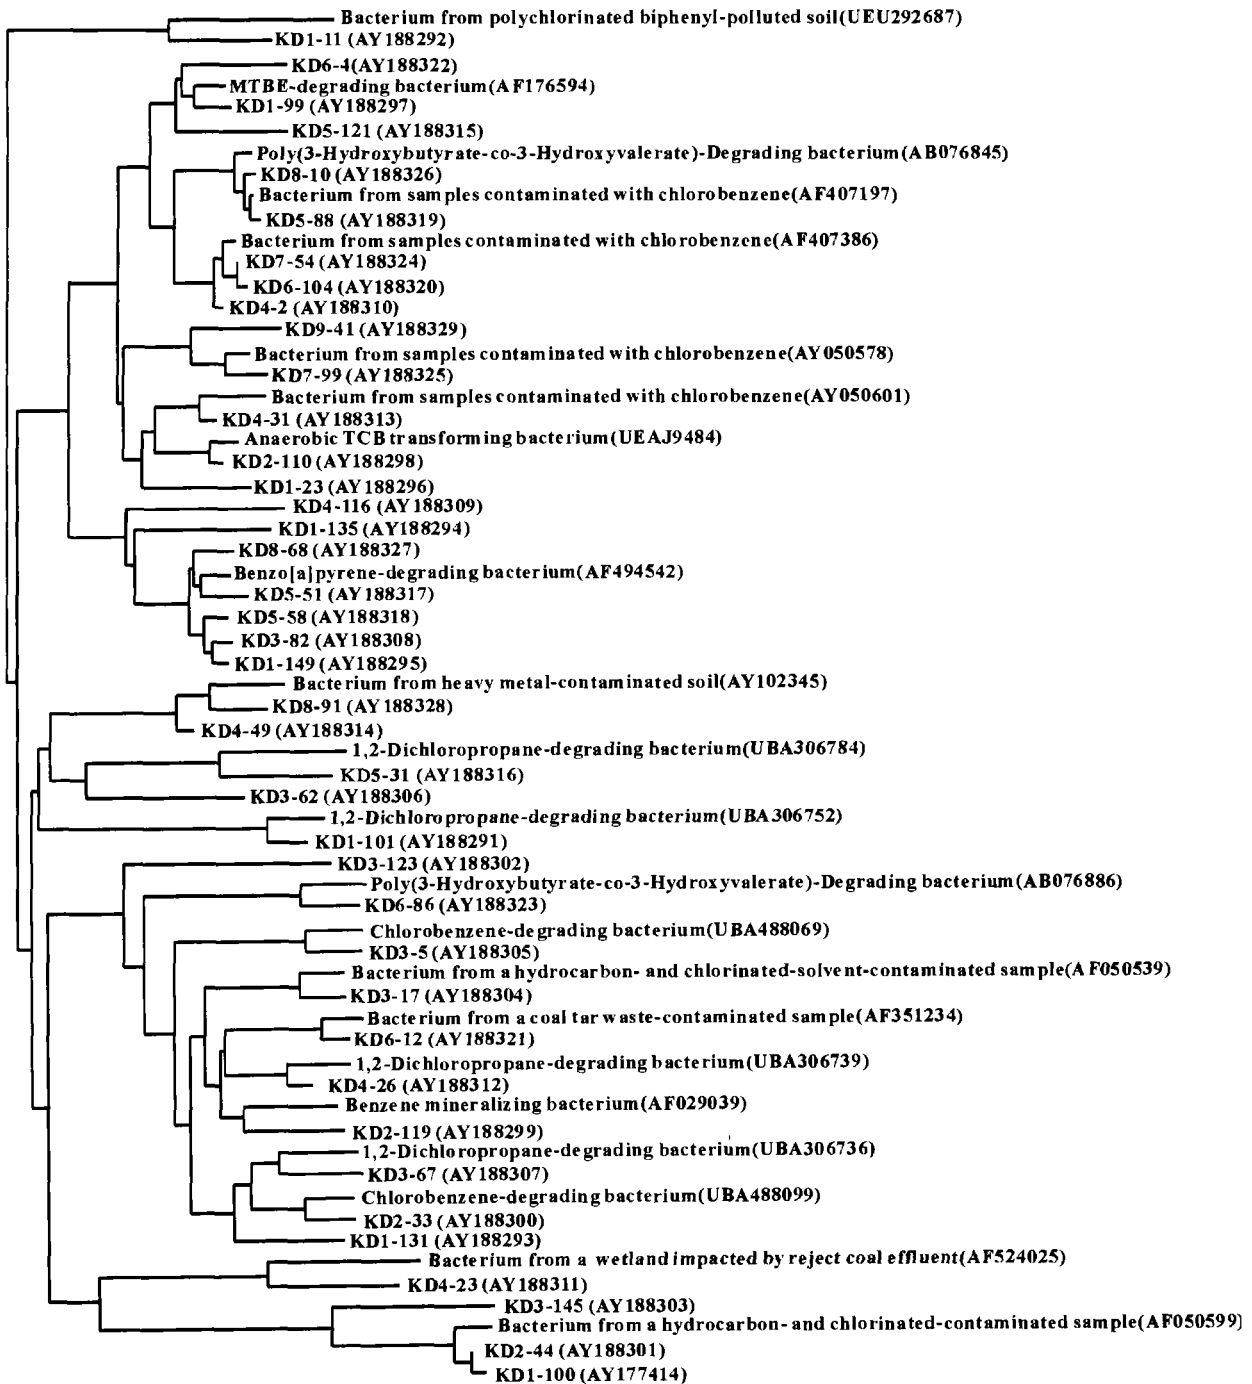 Bacterium from polychlorinated biphenyl-polluted soil(UEU292687)
KD1-11 (AY188292)
KD6-4(AY188322)
MTBE-degrading bacterium(AF176594)
KD1-99 (AY188297)
KD5-121 (AY188315)
Poly(3-Hydroxybutyrate-co-3-Hydroxyvalerate)-Degrading bacterium(AB076845)
KD8-10 (AY188326)
Bacterium from samples contaminated with chlorobenzene(AF407197)
KD5-88 (AY188319)
Bacterium from samples contaminated with chlorobenzene(AF407386)
KD7-54 (AY188324)
KD6-104 (AY188320)
KD4-2 (AY188310)
KD9-41 (AY188329)
Bacterium from samples contaminated with chlorobenzene(AY050578)
KD7-99 (AY188325)
Bacterium from samples contaminated with chlorobenzene(AY050601)
KD4-31 (AY188313)
Anaerobic TCB transforming bacterium(UEAJ9484)
KD2-110 (AY188298)
KD1-23 (AY188296)
KD4-116 (AY188309)
KD1-135 (AY188294)
KD8-68 (AY188327)
Benzo[a]pyrene-degrading bacterium(AF494542)
KD5-51 (AY188317)
KD5-58 (AY188318)
KD3-82 (AY188308)
KD1-149 (AY188295)
Bacterium from heavy metal-contaminated soil(AY102345)
KD8-91 (AY188328)
KD4-49 (AY188314)
1,2-Dichloropropane-degrading bacterium(UBA306784)
KD5-31 (AY188316)
KD3-62 (AY188306)
1,2-Dichloropropane-degrading bacterium(UBA306752)
KD1-101 (AY188291)
KD3-123 (AY188302)
Poly(3-Hydroxybutyrate-co-3-Hydroxyvalerate)-Degrading bacterium(AB076886)
KD6-86 (AY188323)
Chlorobenzene-degrading bacterium(UBA488069)
KD3-5 (AY188305)
Bacterium from a hydrocarbon- and chlorinated-solvent-contaminated sample(AF050539)
KD3-17 (AY188304)
Bacterium from a coal tar waste-contaminated sample(AF351234)
KD6-12 (AY188321)
1,2-Dichloropropane-degrading bacterium(UBA306739)
KD4-26 (AY188312)
Benzene mineralizing bacterium(AF029039)
KD2-119 (AY188299)
1,2-Dichloropropane-degrading bacterium(UBA306736)
KD3-67 (AY188307)
Chlorobenzene-degrading bacterium(UBA488099)
KD2-33 (AY188300)
KD1-131 (AY188293)
Bacterium from a wetland impacted by reject coal effluent(AF524025)
KD4-23 (AY188311)
KD3-145 (AY188303)
Bacterium from a hydrocarbon- and chlorinated-contaminated sample(AF050599)
KD2-44 (AY188301)
KD1-100 (AY177414)